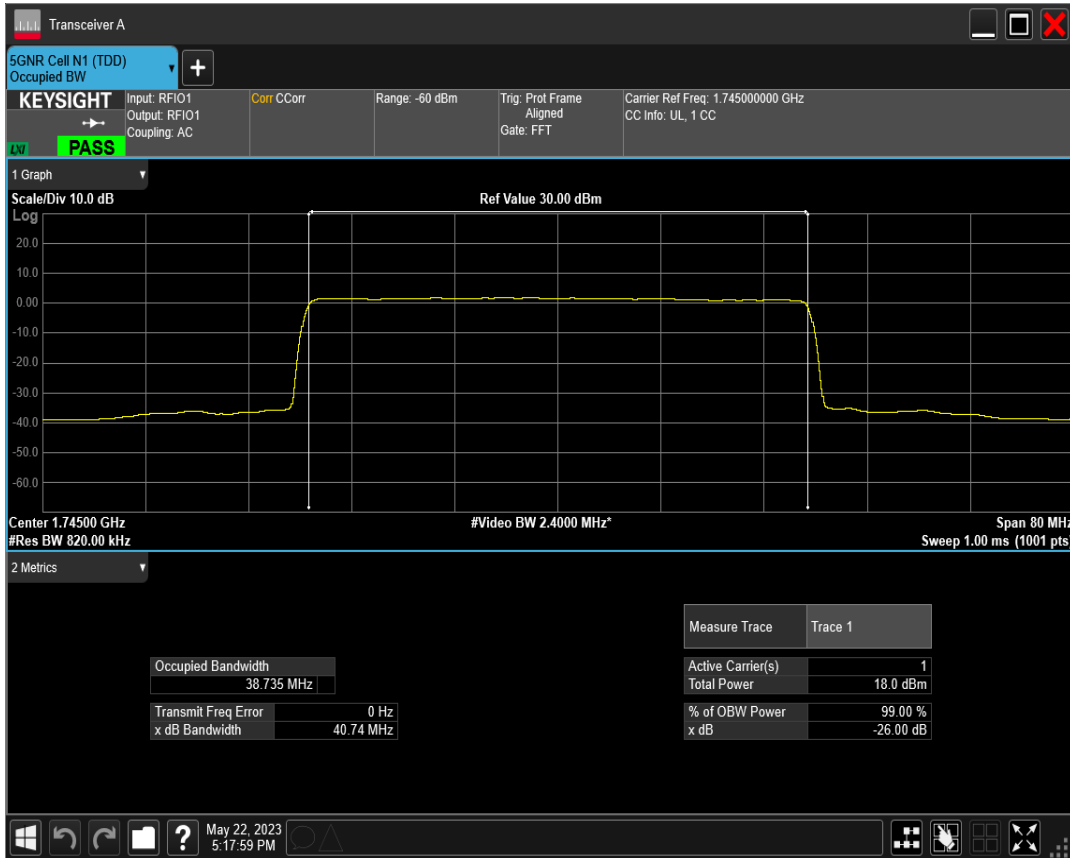 Transceiver A
5GNR Cell N1 (TDD)
Occupied BW
KEYSIGHT
LXI
PASS
Input: RFIO1
Output: RFIO1
Coupling: AC
Corr CCorr
Range: -60 dBm
Trig: Prot Frame
Aligned
Gate: FFT
Carrier Ref Freq: 1.745000000 GHz
CC Info: UL, 1 CC
1 Graph
Scale/Div 10.0 dB
Ref Value 30.00 dBm
Log
20.0
10.0
0.00
-10.0
-20.0
-30.0
-40.0
-50.0
-60.0
Center 1.74500 GHz
#Video BW 2.4000 MHz*
Span 80 MHz
#Res BW 820.00 kHz
Sweep 1.00 ms (1001 pts)
2 Metrics
Measure Trace Trace 1
Occupied Bandwidth
38.735 MHz
Transmit Freq Error 0 Hz
x dB Bandwidth 40.74 MHz
Active Carrier(s) 1
Total Power 18.0 dBm
% of OBW Power 99.00 %
x dB -26.00 dB
May 22, 2023
5:17:59 PM